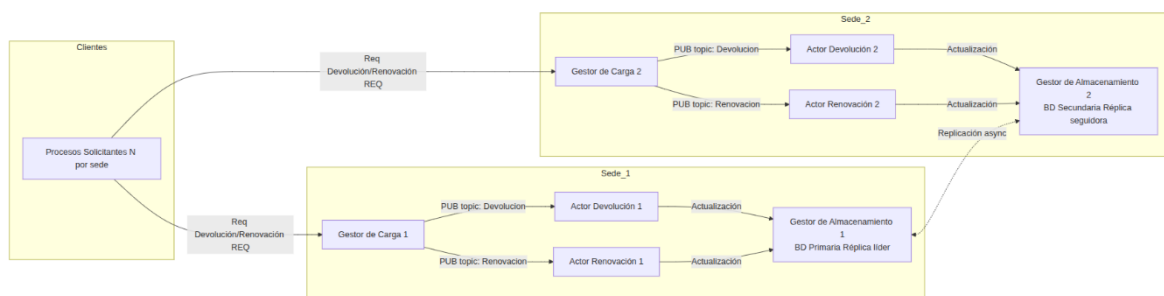 Clientes
Procesos Solicitantes N
por sede
Req
Devolución/Renovación
REQ
Sede_2
Gestor de Carga 2
PUB topic: Devolucion
Actor Devolución 2
Actualización
PUB topic: Renovacion
Actor Renovación 2
Actualización
Gestor de Almacenamiento
2
BD Secundaria Réplica
seguidora
Replicación async
Req
Devolución/Renovación
REQ
Sede_1
Gestor de Carga 1
PUB topic: Devolucion
Actor Devolución 1
Actualización
PUB topic: Renovacion
Actor Renovación 1
Actualización
Gestor de Almacenamiento
1
BD Primaria Réplica líder